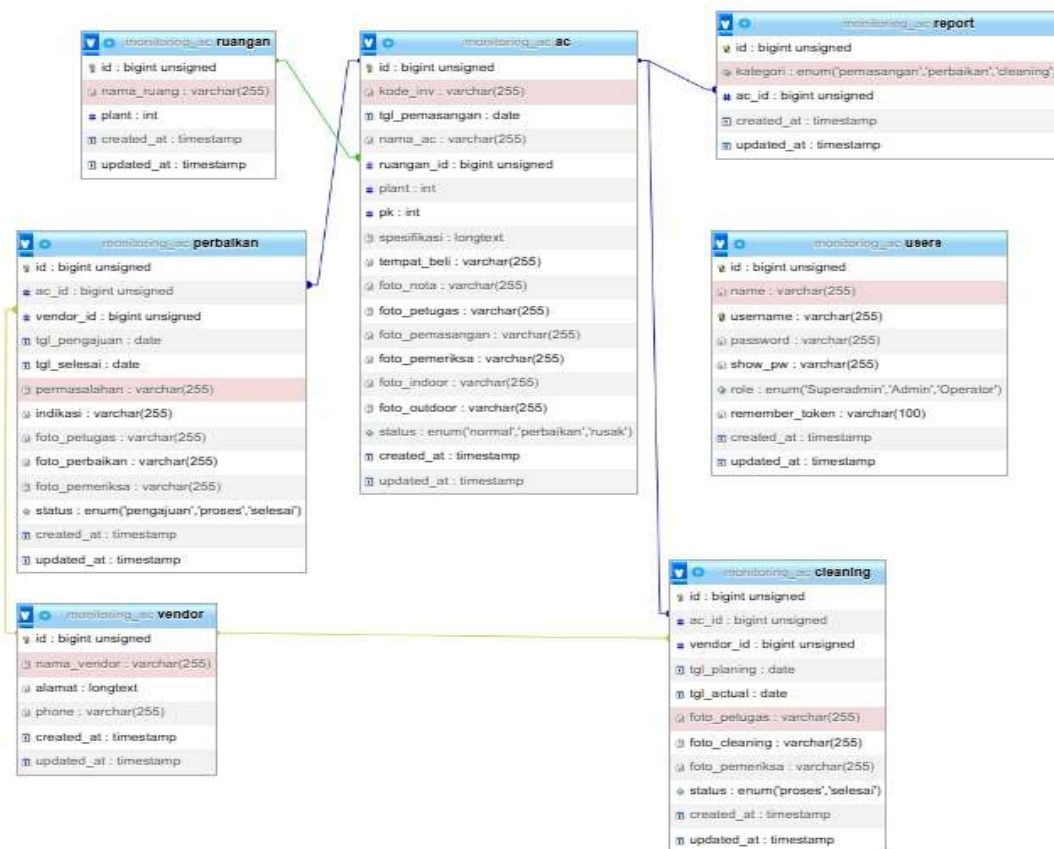 monitoring_ac ruangan
id : bigint unsigned
nama_ruang : varchar(255)
plant : int
created_at : timestamp
updated_at : timestamp
monitoring_ac ac
id : bigint unsigned
kode_inv : varchar(255)
tgl_pemasangan : date
nama_ac : varchar(255)
ruangan_id : bigint unsigned
plant : int
pk : int
spesifikasi : longtext
tempat_beli : varchar(255)
foto_nota : varchar(255)
foto_petugas : varchar(255)
foto_pemasangan : varchar(255)
foto_pemeriksa : varchar(255)
foto_indoor : varchar(255)
foto_outdoor : varchar(255)
status : enum('normal','perbaikan','rusak')
created_at : timestamp
updated_at : timestamp
monitoring_ac report
id : bigint unsigned
kategori : enum('pemasangan','perbaikan','cleaning'
ac_id : bigint unsigned
created_at : timestamp
updated_at : timestamp
monitoring_ac perbaikan
id : bigint unsigned
ac_id : bigint unsigned
vendor_id : bigint unsigned
tgl_pengajuan : date
tgl_selesai : date
permasalahan : varchar(255)
indikasi : varchar(255)
foto_petugas : varchar(255)
foto_perbaikan : varchar(255)
foto_pemeriksa : varchar(255)
status : enum('pengajuan','proses','selesai')
created_at : timestamp
updated_at : timestamp
monitoring_ac users
id : bigint unsigned
name : varchar(255)
username : varchar(255)
password : varchar(255)
show_pw : varchar(255)
role : enum('Superadmin','Admin','Operator')
remember_token : varchar(100)
created_at : timestamp
updated_at : timestamp
monitoring_ac vendor
id : bigint unsigned
nama_vendor : varchar(255)
alamat : longtext
phone : varchar(255)
created_at : timestamp
updated_at : timestamp
monitoring_ac cleaning
id : bigint unsigned
ac_id : bigint unsigned
vendor_id : bigint unsigned
tgl_planing : date
tgl_actual : date
foto_petugas : varchar(255)
foto_cleaning : varchar(255)
foto_pemeriksa : varchar(255)
status : enum('proses','selesai')
created_at : timestamp
updated_at : timestamp